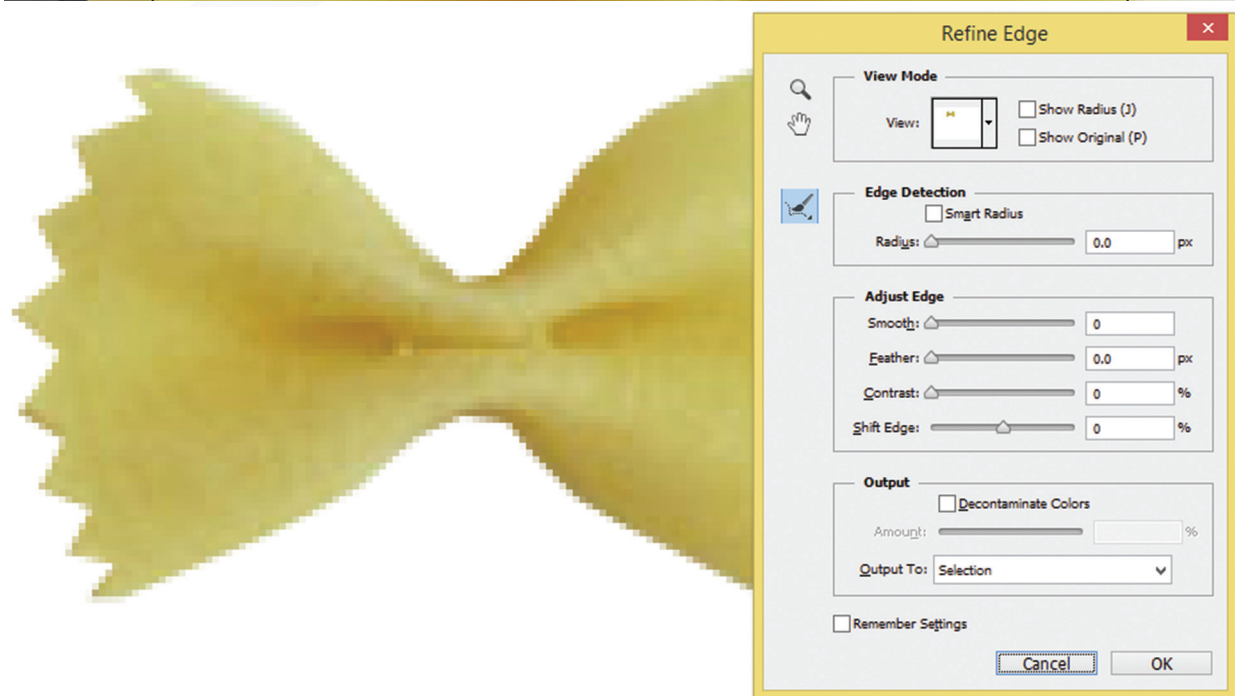 Refine Edge
View Mode
View:
Show Radius (J)
Show Original (P)
Edge Detection
Smart Radius
Radius: 0.0 px
Adjust Edge
Smooth: 0
Feather: 0.0 px
Contrast: 0 %
Shift Edge: 0 %
Output
Decontaminate Colors
Amount: %
Output To: Selection
Remember Settings
Cancel OK